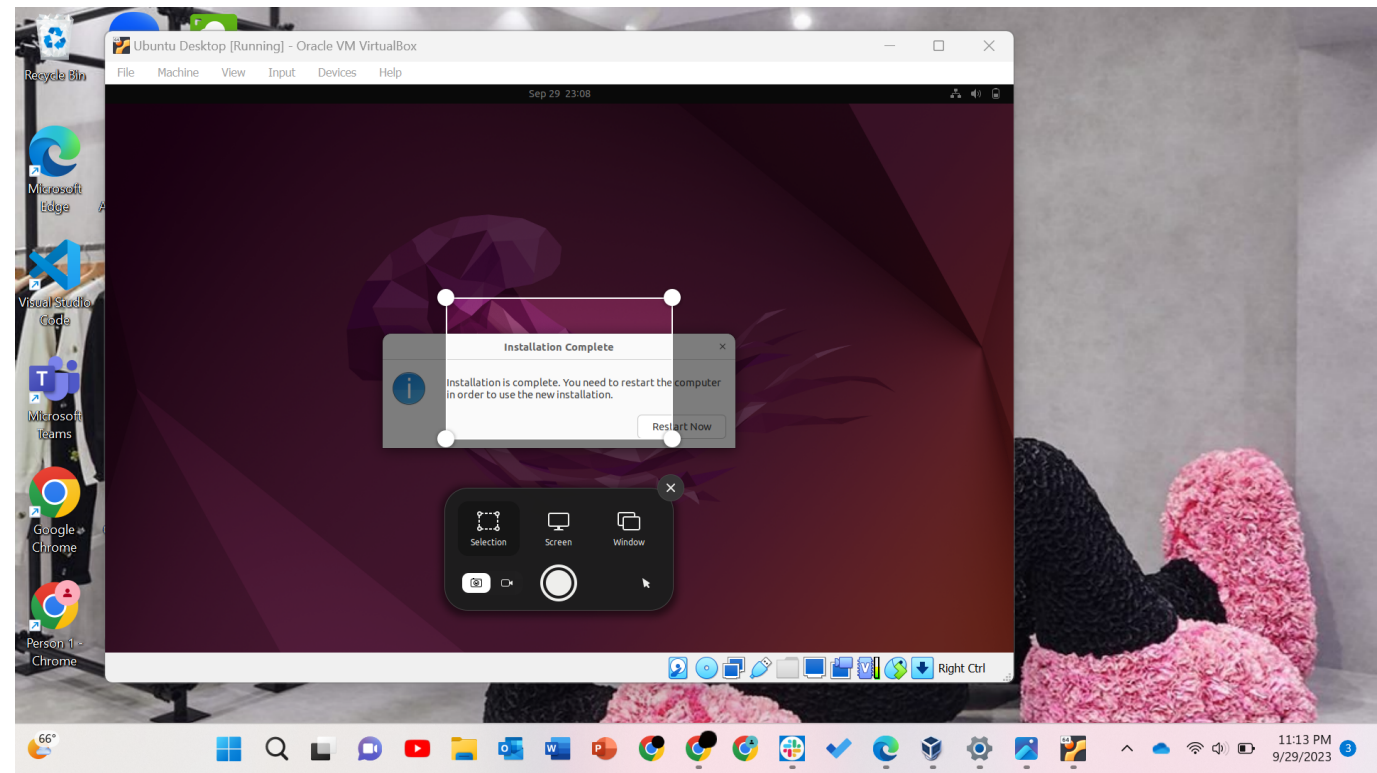 Recycle Bin
Microsoft
Edge
Visual Studio
Code
Microsoft
Teams
Google
Chrome
Person 1 -
Chrome
Ubuntu Desktop [Running] - Oracle VM VirtualBox
File Machine View Input Devices Help
Sep 29 23:08
Installation Complete
Installation is complete. You need to restart the computer
in order to use the new installation.
Restart Now
Selection Screen Window
Right Ctrl
66°
11:13 PM
9/29/2023
3